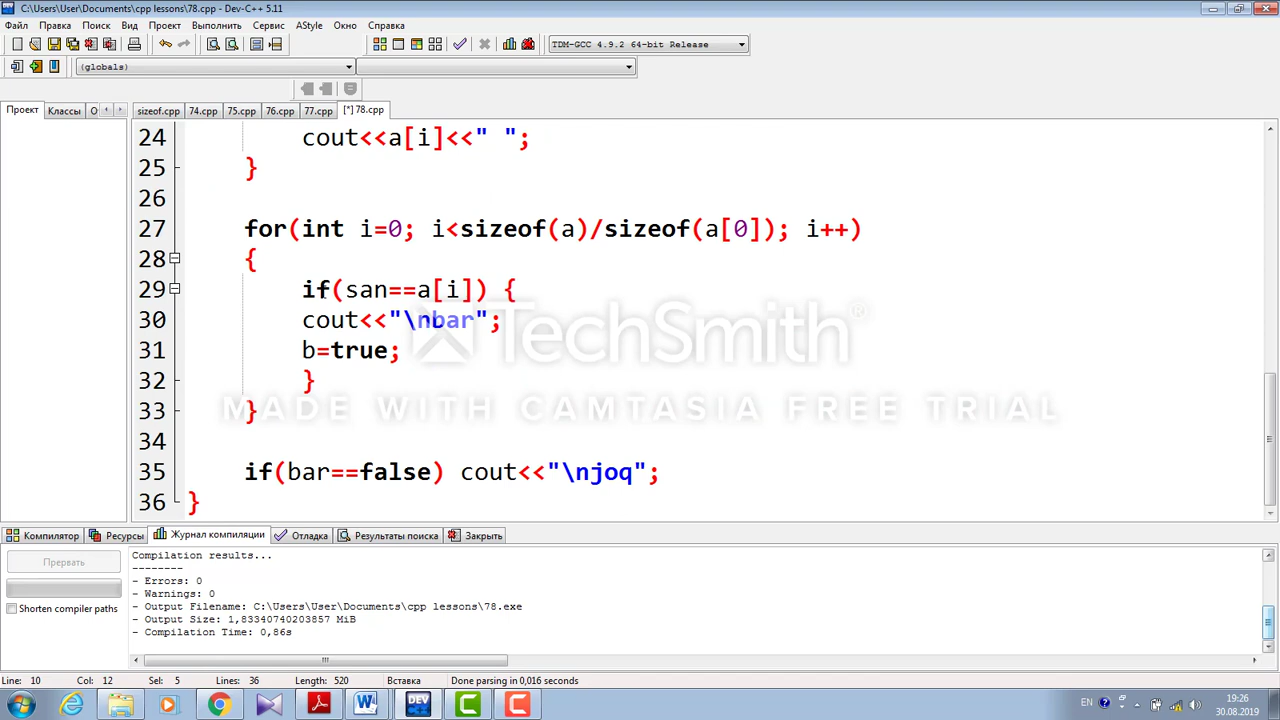 C:\Users\User\Documents\cpp lessons\78.cpp - Dev-C++ 5.11
Файл Правка Поиск Вид Проект Выполнить Сервис AStyle Окно Справка
TDM-GCC 4.9.2 64-bit Release
(globals)
Проект Классы О sizeof.cpp 74.cpp 75.cpp 76.cpp 77.cpp [*] 78.cpp
24 cout<<a[i]<<" ";
25 }
26
27 for(int i=0; i<sizeof(a)/sizeof(a[0]); i++)
28 {
29 if(san==a[i]) {
30 cout<<"\nbar";
31 b=true;
32 }
33 }
34
35 if(bar==false) cout<<"\njoq";
36 }
TechSmith®
MADE WITH CAMTASIA FREE TRIAL
Компилятор Ресурсы Журнал компиляции Отладка Результаты поиска Закрыть
Прервать
Shorten compiler paths
Compilation results...
--------
- Errors: 0
- Warnings: 0
- Output Filename: C:\Users\User\Documents\cpp lessons\78.exe
- Output Size: 1,83340740203857 MiB
- Compilation Time: 0,86s
Line: 10 Col: 12 Sel: 5 Lines: 36 Length: 520 Вставка Done parsing in 0,016 seconds
DEV
EN
19:26
30.08.2019